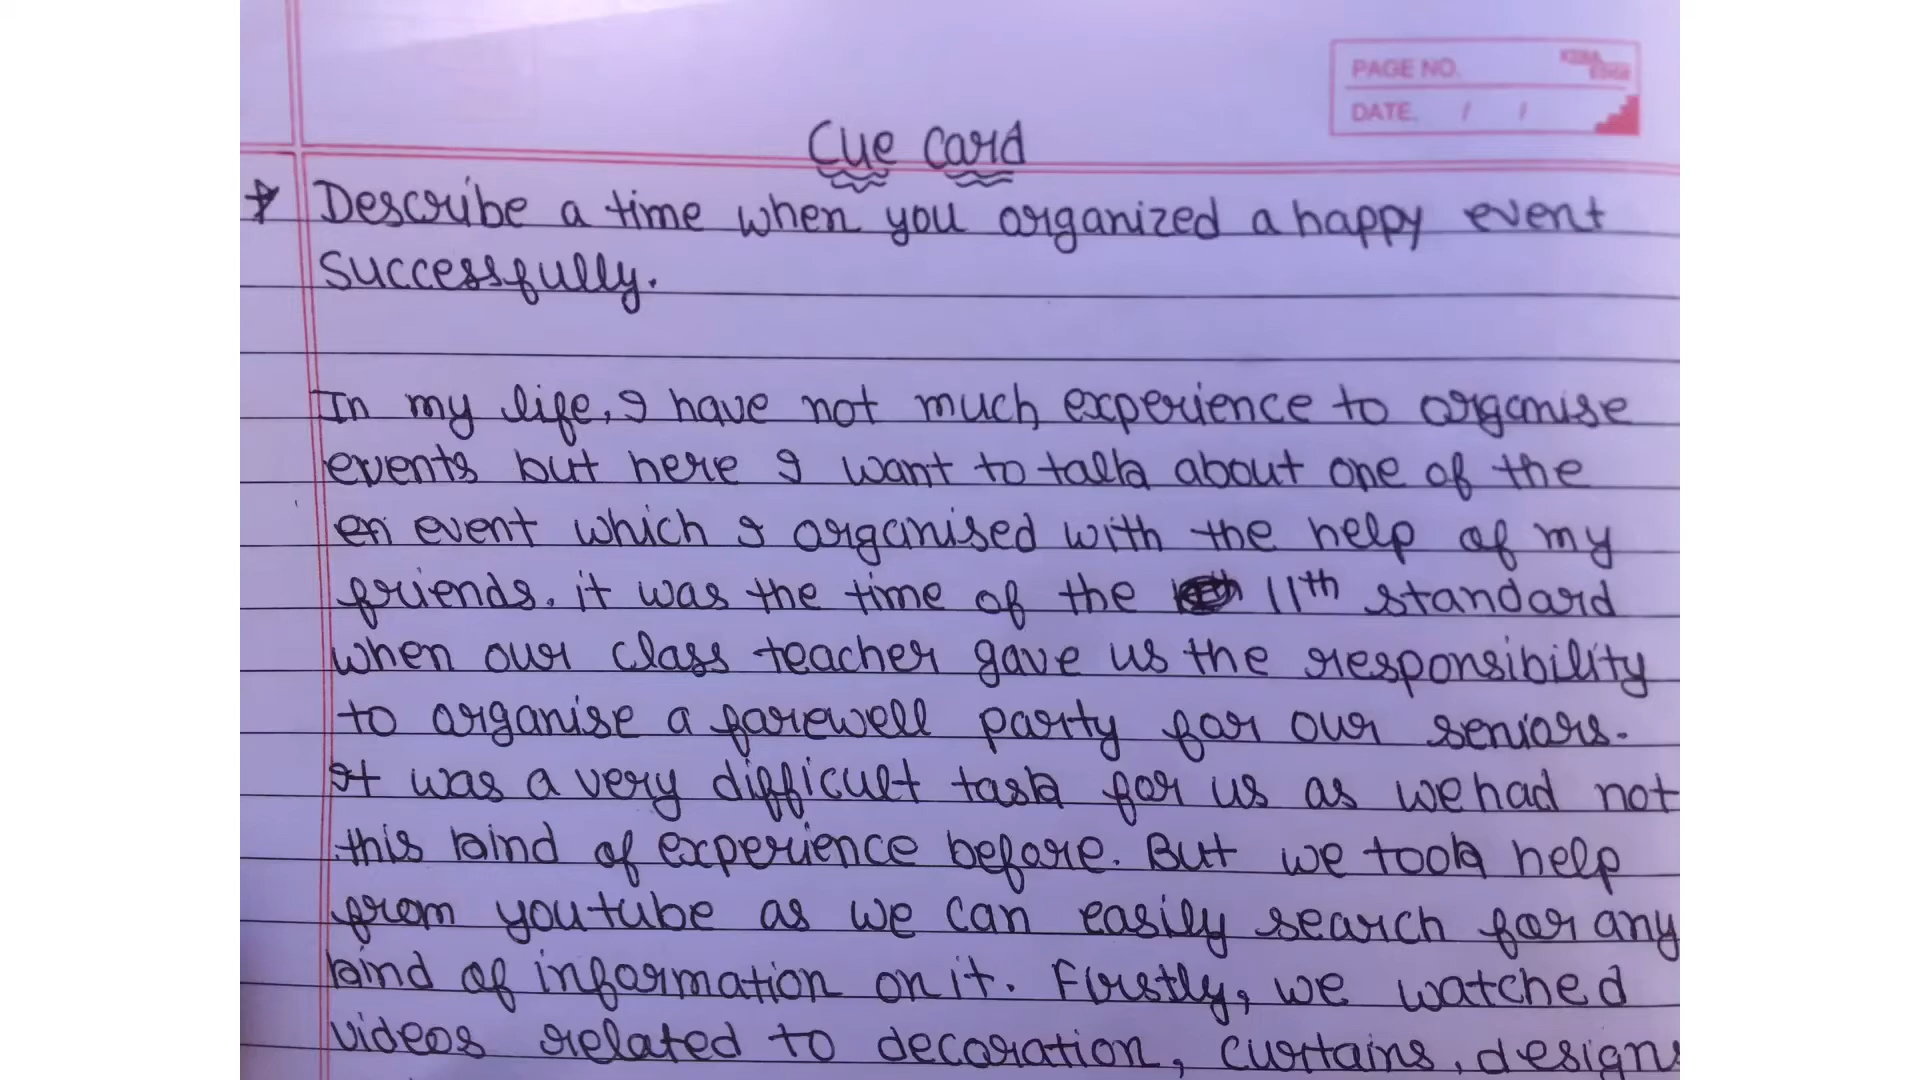 PAGE NO.
DATE. / /
Cue Card
Describe a time when you organized a happy event
successfully.
In my life, I have not much experience to organise
events but here I want to talk about one of the
en event which I organised with the help of my
friends. it was the time of the 11th standard
when our class teacher gave us the responsibility
to organise a farewell party for our seniors.
It was a very difficult task for us as we had not
this kind of experience before. But we took help
from youtube as we can easily search for any
kind of information on it. Firstly, we watched
videos related to decoration, curtains, designs